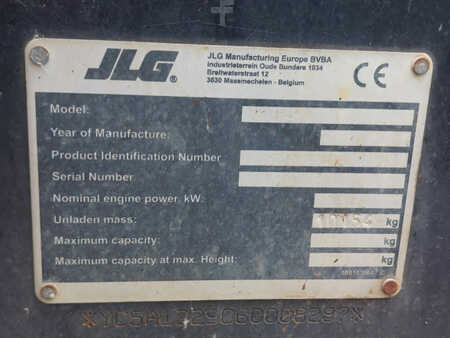 JLG®
JLG Manufacturing Europe BVBA
Industrieterrein Oude Bunders 1034
Breitwaterstraat 12
3630 Maasmechelen - Belgium
CE
Model:
Year of Manufacture:
Product Identification Number
Serial Number
Nominal engine power. kW:
Unladen mass: kg
Maximum capacity: kg
Maximum capacity at max. Height: kg